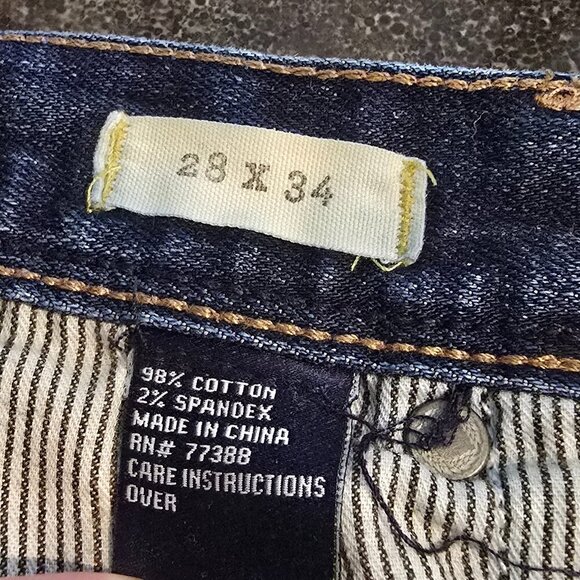 28 X 34
98% COTTON
2% SPANDEX
MADE IN CHINA
RN# 77388
CARE INSTRUCTIONS
OVER